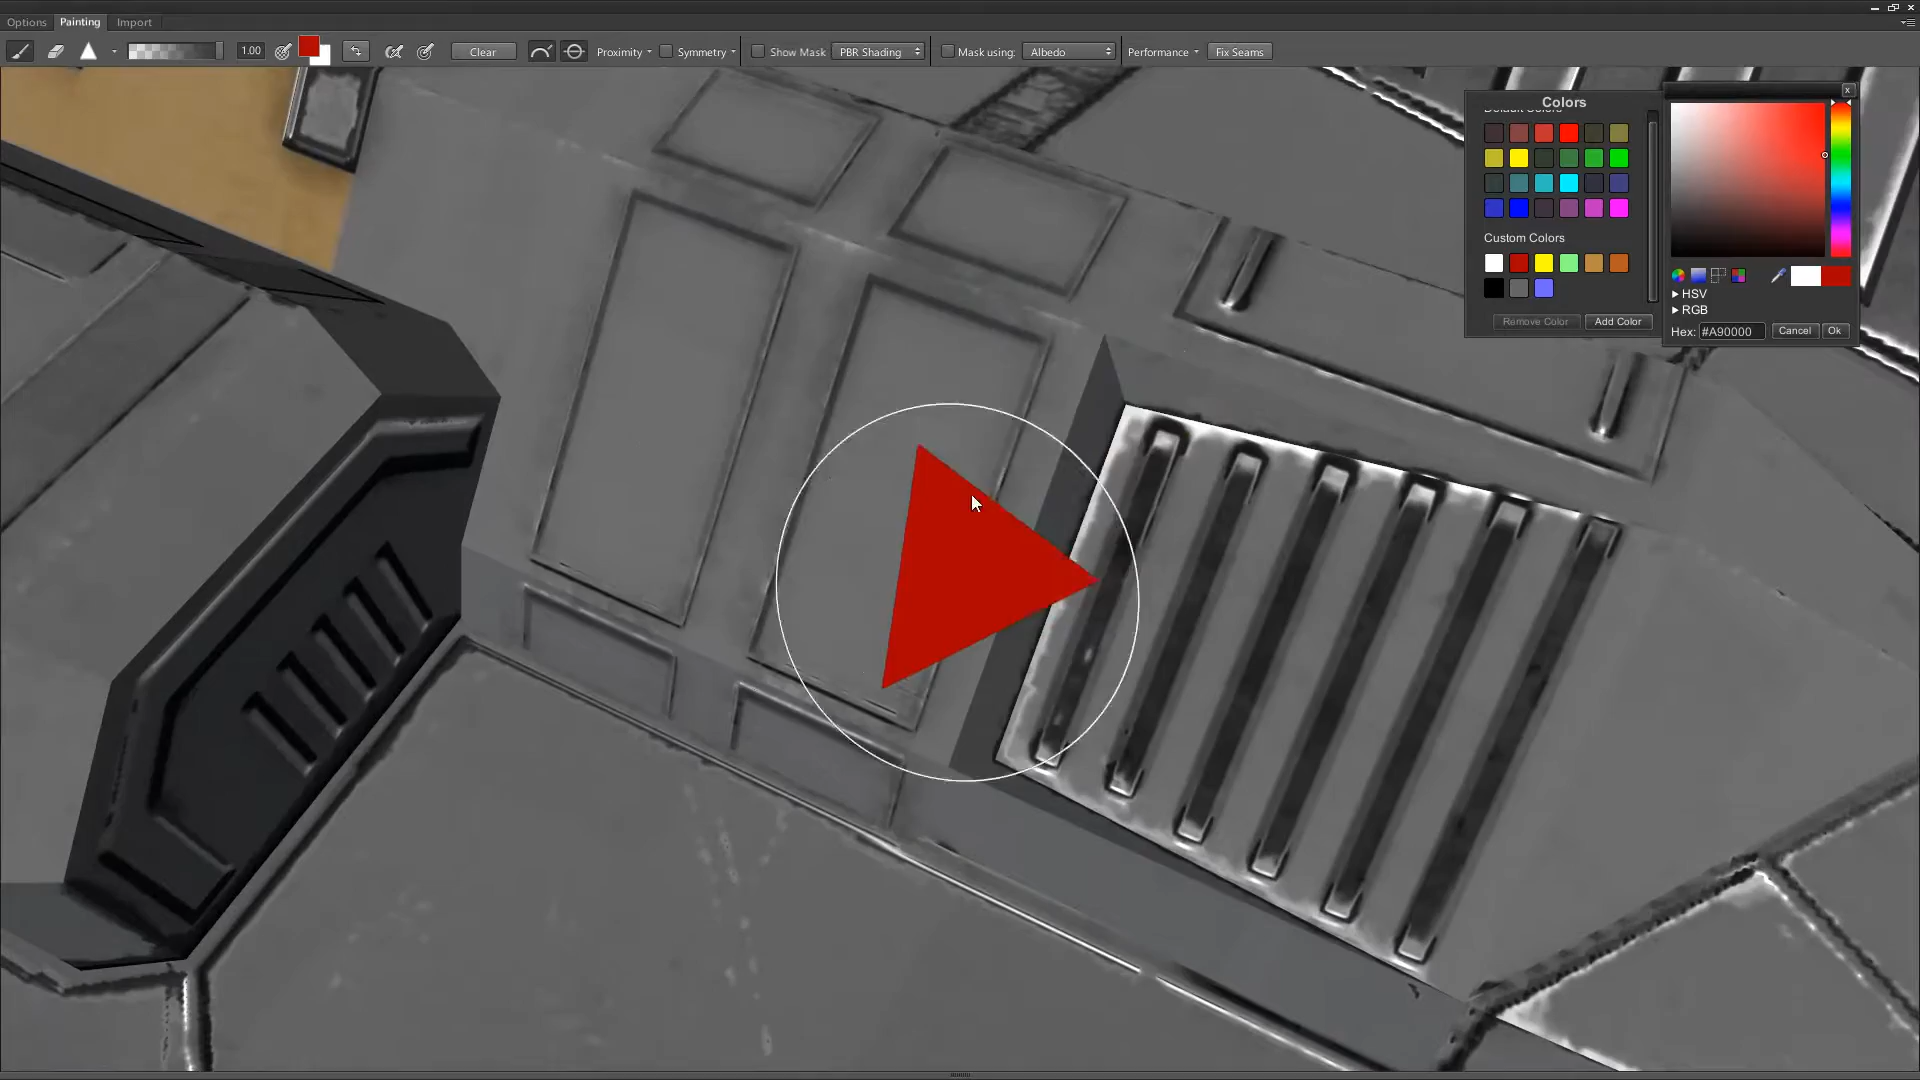 Options Painting Import
1.00 Clear Proximity Symmetry Show Mask PBR Shading Mask using: Albedo Performance Fix Seams
Colors
Custom Colors
Remove Color Add Color
HSV
RGB
Hex: #A90000 Cancel Ok